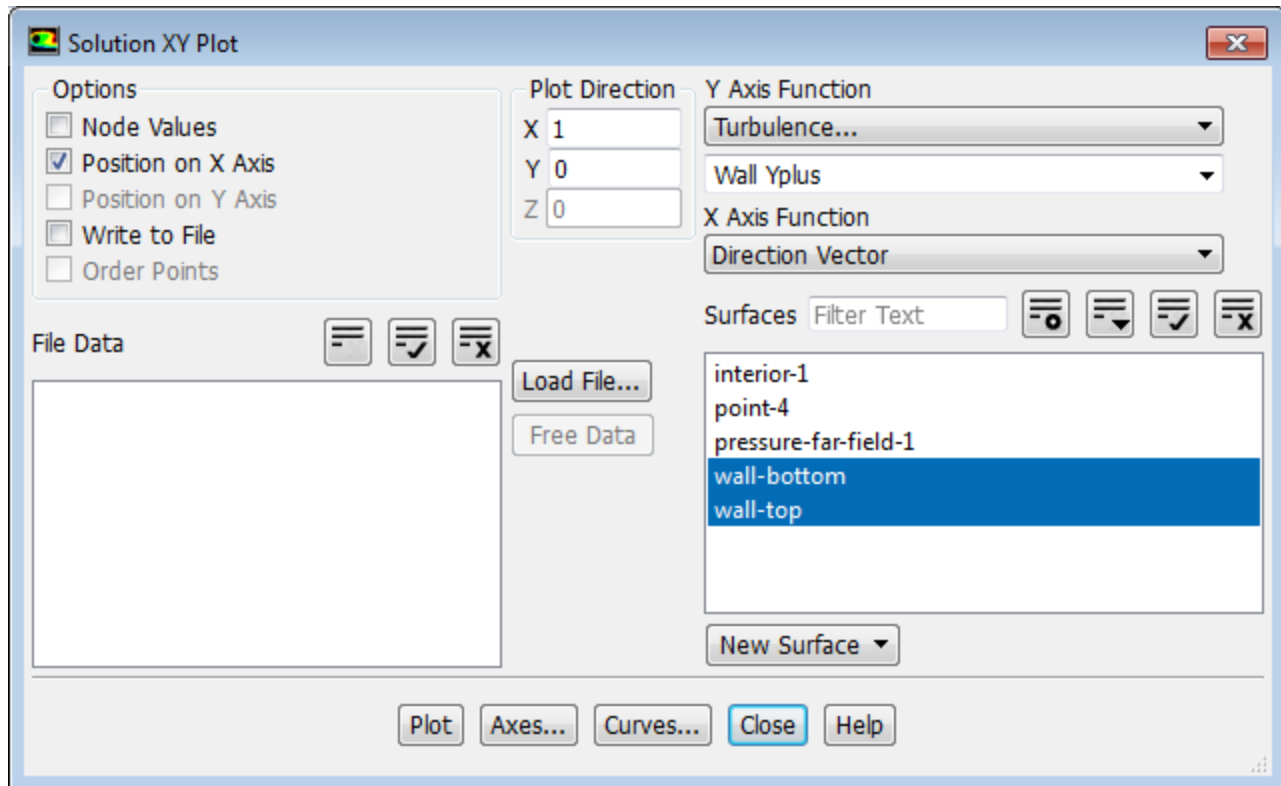 Solution XY Plot
Options
Node Values
Position on X Axis
Position on Y Axis
Write to File
Order Points
Plot Direction
X 1
Y 0
Z 0
Y Axis Function
Turbulence...
Wall Yplus
X Axis Function
Direction Vector
File Data
Load File...
Free Data
Surfaces Filter Text
interior-1
point-4
pressure-far-field-1
wall-bottom
wall-top
New Surface
Plot Axes... Curves... Close Help